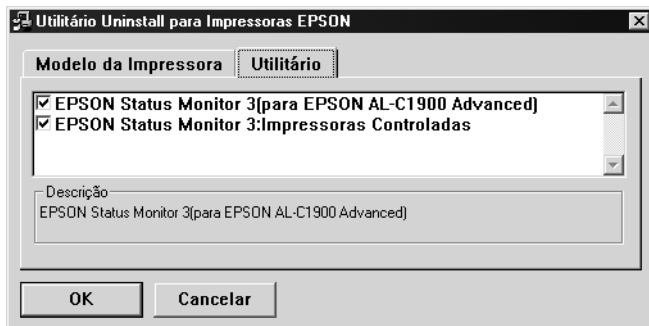 Utilitário Uninstall para Impressoras EPSON
Modelo da Impressora Utilitário
EPSON Status Monitor 3(para EPSON AL-C1900 Advanced)
EPSON Status Monitor 3:Impressoras Controladas
Descrição
EPSON Status Monitor 3(para EPSON AL-C1900 Advanced)
OK Cancelar